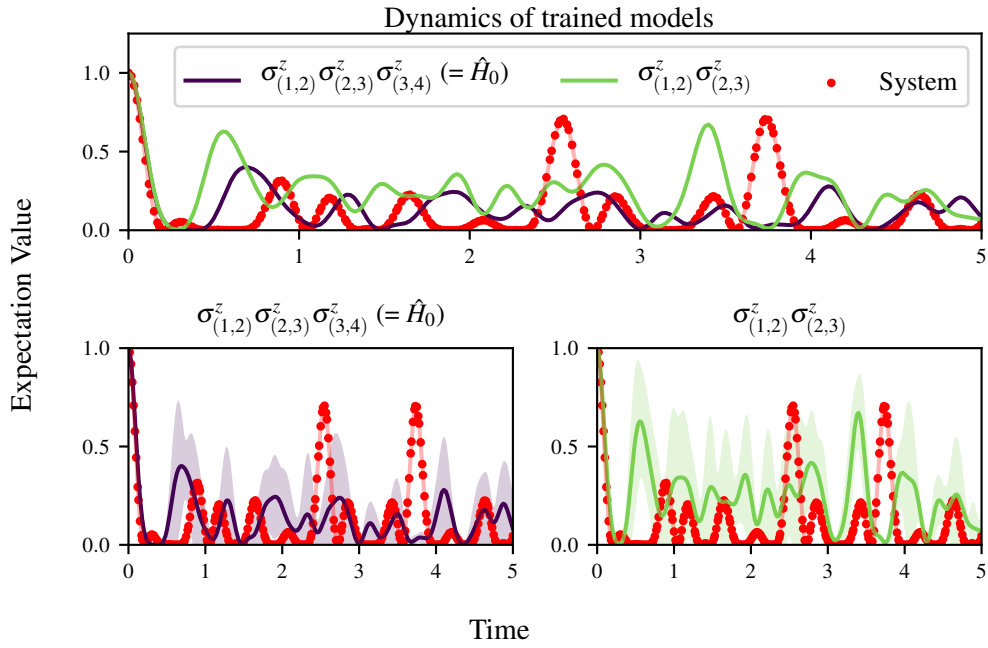 Dynamics of trained models
σ^z_(1,2) σ^z_(2,3) σ^z_(3,4) (= Ĥ_0) σ^z_(1,2) σ^z_(2,3) System
1.0
0.5
0.0
0 1 2 3 4 5
Expectation Value
σ^z_(1,2) σ^z_(2,3) σ^z_(3,4) (= Ĥ_0)
1.0
0.5
0.0
0 1 2 3 4 5
σ^z_(1,2) σ^z_(2,3)
1.0
0.5
0.0
0 1 2 3 4 5
Time